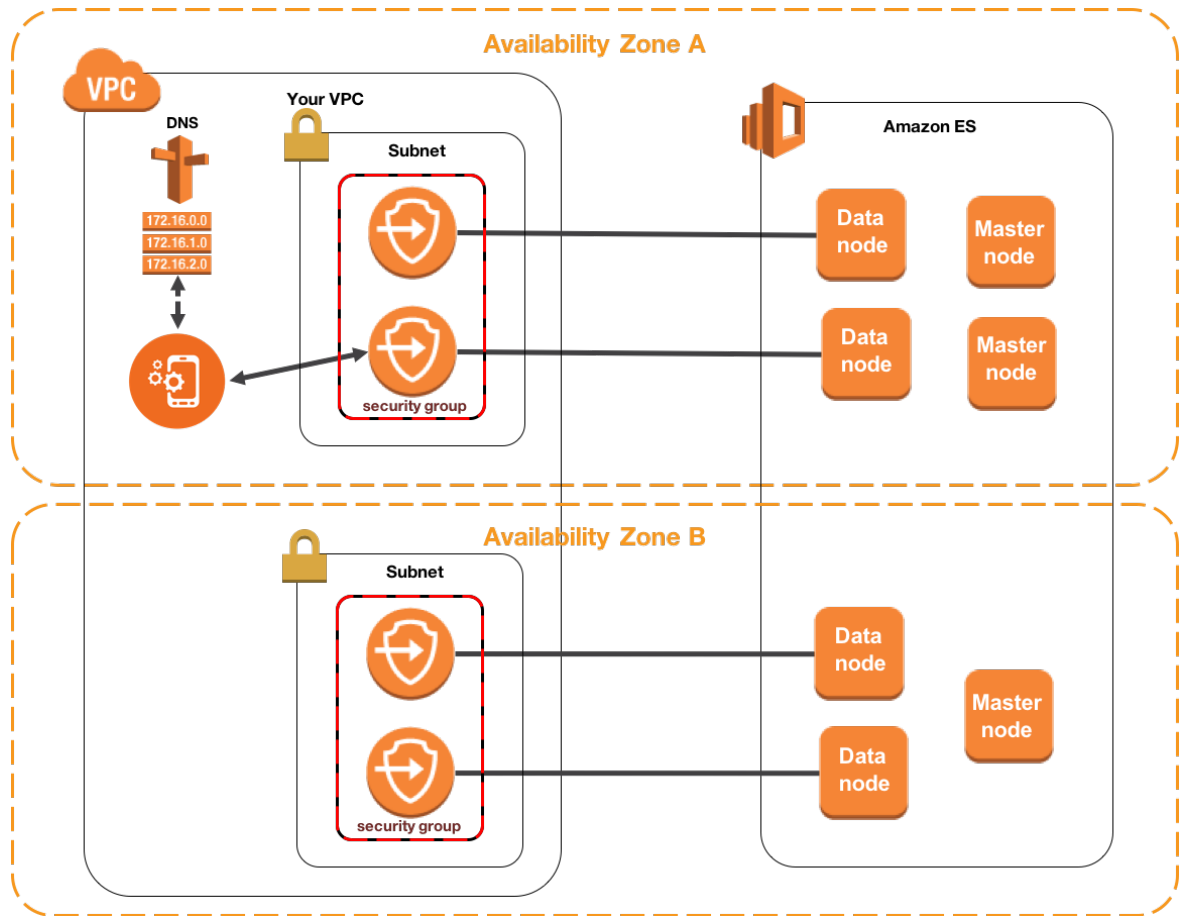 Availability Zone A
VPC
Your VPC
DNS
Subnet
Amazon ES
172.16.0.0
172.16.1.0
172.16.2.0
Data
node
Master
node
Data
node
Master
node
security group
Availability Zone B
Subnet
Data
node
Master
node
Data
node
security group